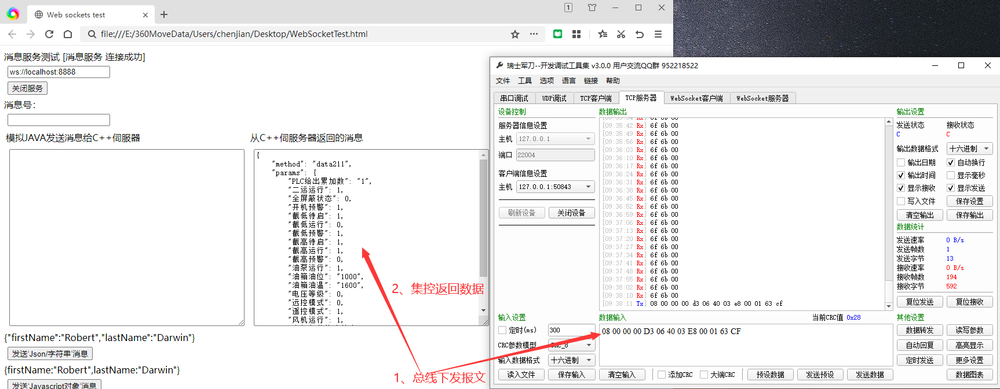 Web sockets test
1
file:///E:/360MoveData/Users/chenjian/Desktop/WebSocketTest.html
消息服务测试 [消息服务 连接成功]
ws://localhost:8888
关闭服务
消息号:
模拟JAVA发送消息给C++伺服器
从C++伺服务器返回的消息
{
"method": "data211",
"params": {
"PLC给出累加数": "1",
"二运运行": 1,
"全屏蔽状态": 0,
"开机预警": 1,
"截低待启": 1,
"截低运行": 0,
"截低预警": 1,
"截高待启": 1,
"截高运行": 1,
"截高预警": 0,
"油泵运行": 1,
"油箱油位": "1000",
"油箱油温": "1600",
"电压等级": 0,
"远控模式": 0,
"遥控模式": 1,
"风机运行": 1,
{"firstName":"Robert","lastName":"Darwin"}
发送'Json/字符串'消息
{firstName:"Robert",lastName:"Darwin"}
发送'Javascript对象'消息
2、集控返回数据
1、总线下发报文
瑞士军刀--开发调试工具集 v3.0.0 用户交流QQ群 952218522
文件 工具 选项 语言 链接 帮助
串口调试 UDP调试 TCP客户端 TCP服务器 WebSocket客户端 WebSocket服务器
设备控制
服务器信息设置
主机 127.0.0.1
端口 22004
客户端信息设置
主机 127.0.0.1:50843
刷新设备 关闭设备
数据输出
[09:35:42 Rx] 6f 6b 00
[09:35:49 Rx] 6f 6b 00
[09:35:56 Rx] 6f 6b 00
[09:36:03 Rx] 6f 6b 00
[09:36:10 Rx] 6f 6b 00
[09:36:17 Rx] 6f 6b 00
[09:36:24 Rx] 6f 6b 00
[09:36:31 Rx] 6f 6b 00
[09:36:38 Rx] 6f 6b 00
[09:36:45 Rx] 6f 6b 00
[09:36:52 Rx] 6f 6b 00
[09:36:59 Rx] 6f 6b 00
[09:37:06 Rx] 6f 6b 00
[09:37:13 Rx] 6f 6b 00
[09:37:20 Rx] 6f 6b 00
[09:37:27 Rx] 6f 6b 00
[09:37:34 Rx] 6f 6b 00
[09:37:41 Rx] 6f 6b 00
[09:37:48 Rx] 6f 6b 00
[09:37:55 Rx] 6f 6b 00
[09:38:02 Rx] 6f 6b 00
[09:38:10 Rx] 6f 6b 00
[09:38:11 Tx] 08 00 00 00 d3 06 40 03 e8 00 01 63 cf
输出设置
发送状态 接收状态
C C
输出数据格式 十六进制
输出日期 自动换行
输出时间 显示毫秒
显示接收 显示发送
写入文件 保存设置
清空输出 保存输出
数据统计
发送速率 0 B/s
发送帧数 1
发送字节 13
接收速率 0 B/s
接收帧数 194
接收字节 592
复位发送 复位接收
输入设置
定时(ms) 300
CRC参数模型 CRC_8
输入数据格式 十六进制
读入文件 保存输入
数据输入 当前CRC值 0x28
08 00 00 00 D3 06 40 03 E8 00 01 63 CF
清空输入 添加CRC 大端CRC 预设数据 发送预设 发送数据
其他设置
数据转发 读写参数
自动回复 高亮显示
定时发送 更多设置
数据图表